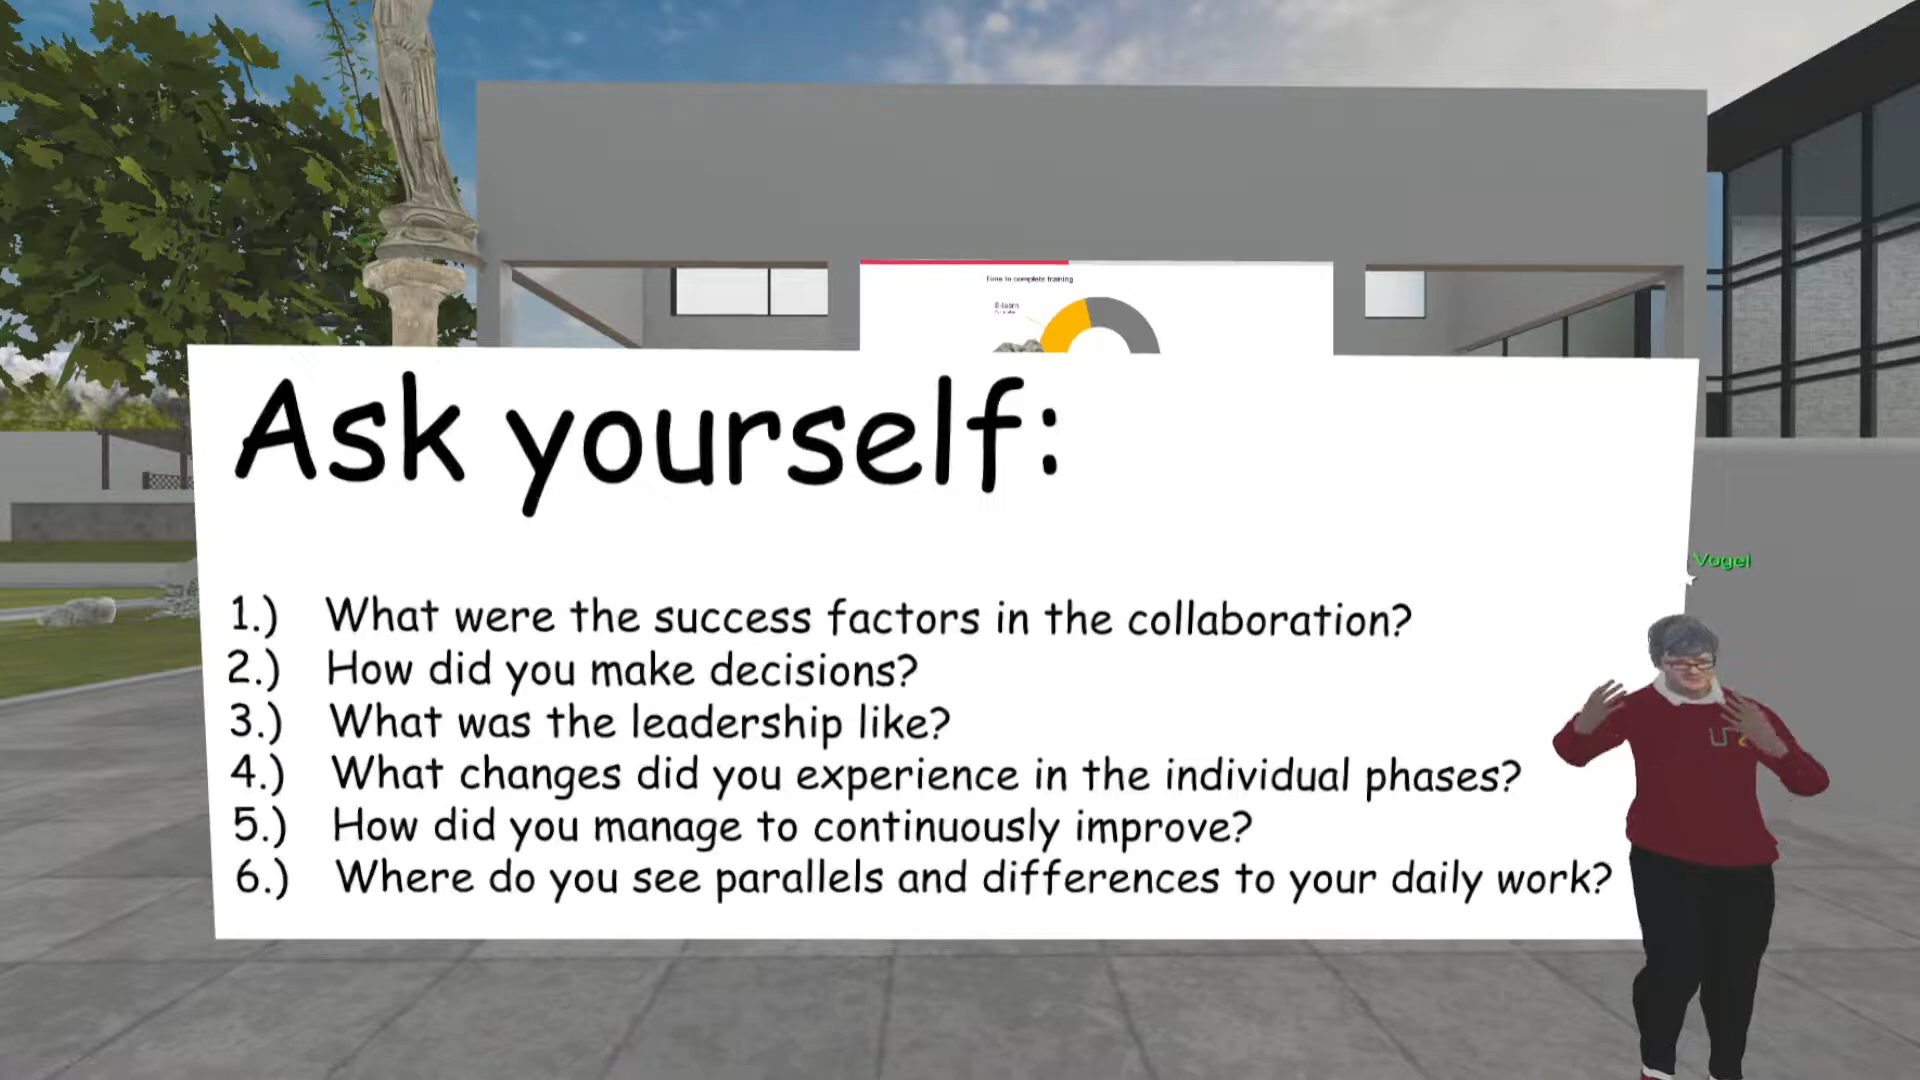 Time to complete training
E-learn
Ask yourself:
Vogel
1.) What were the success factors in the collaboration?
2.) How did you make decisions?
3.) What was the leadership like?
4.) What changes did you experience in the individual phases?
5.) How did you manage to continuously improve?
6.) Where do you see parallels and differences to your daily work?